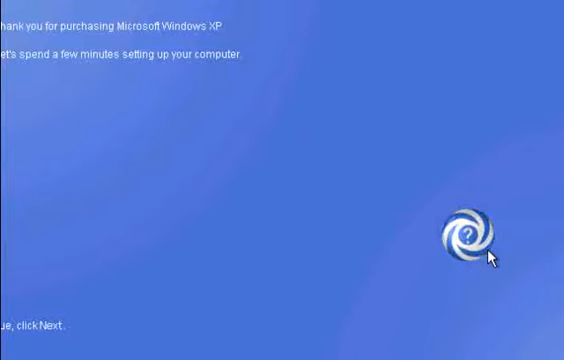 hank you for purchasing Microsoft Windows XP
et's spend a few minutes setting up your computer.
?
ue, click Next.